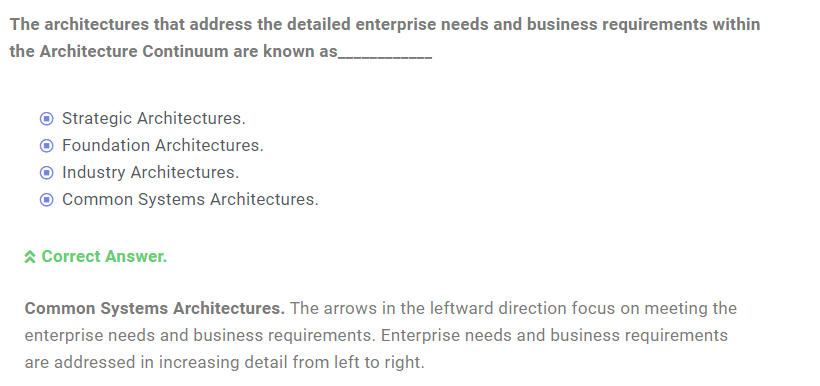 The architectures that address the detailed enterprise needs and business requirements within
the Architecture Continuum are known as____________
Strategic Architectures.
Foundation Architectures.
Industry Architectures.
Common Systems Architectures.
Correct Answer.
Common Systems Architectures. The arrows in the leftward direction focus on meeting the
enterprise needs and business requirements. Enterprise needs and business requirements
are addressed in increasing detail from left to right.